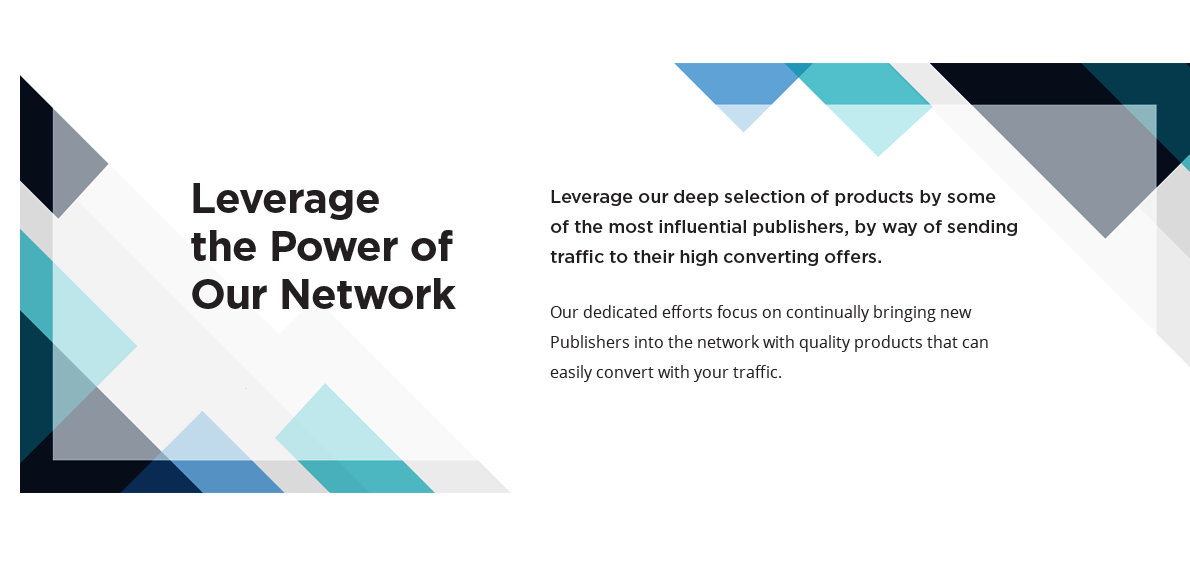 Leverage
the Power of
Our Network
Leverage our deep selection of products by some
of the most influential publishers, by way of sending
traffic to their high converting offers.
Our dedicated efforts focus on continually bringing new
Publishers into the network with quality products that can
easily convert with your traffic.